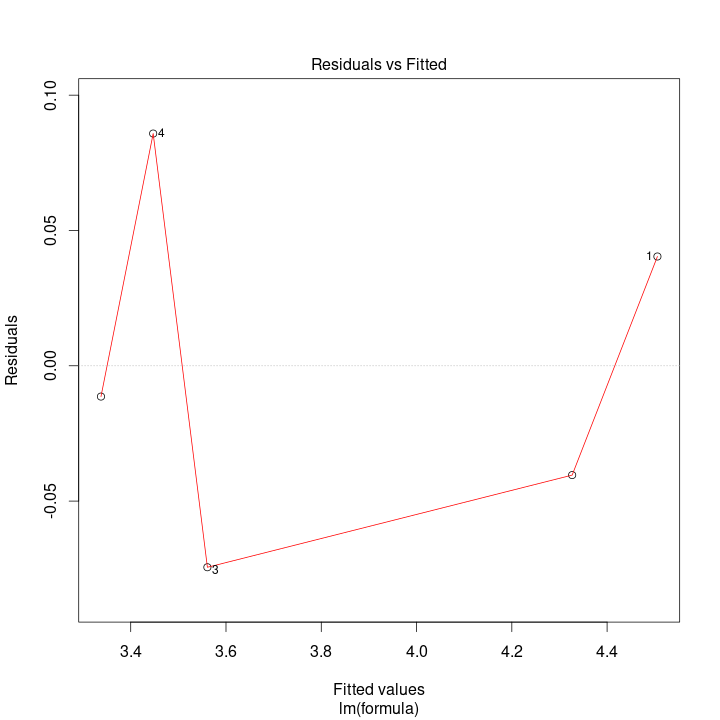 Residuals vs Fitted
0.10
0.05
0.00
-0.05
Residuals
4
1
3
3.4 3.6 3.8 4.0 4.2 4.4
Fitted values
lm(formula)